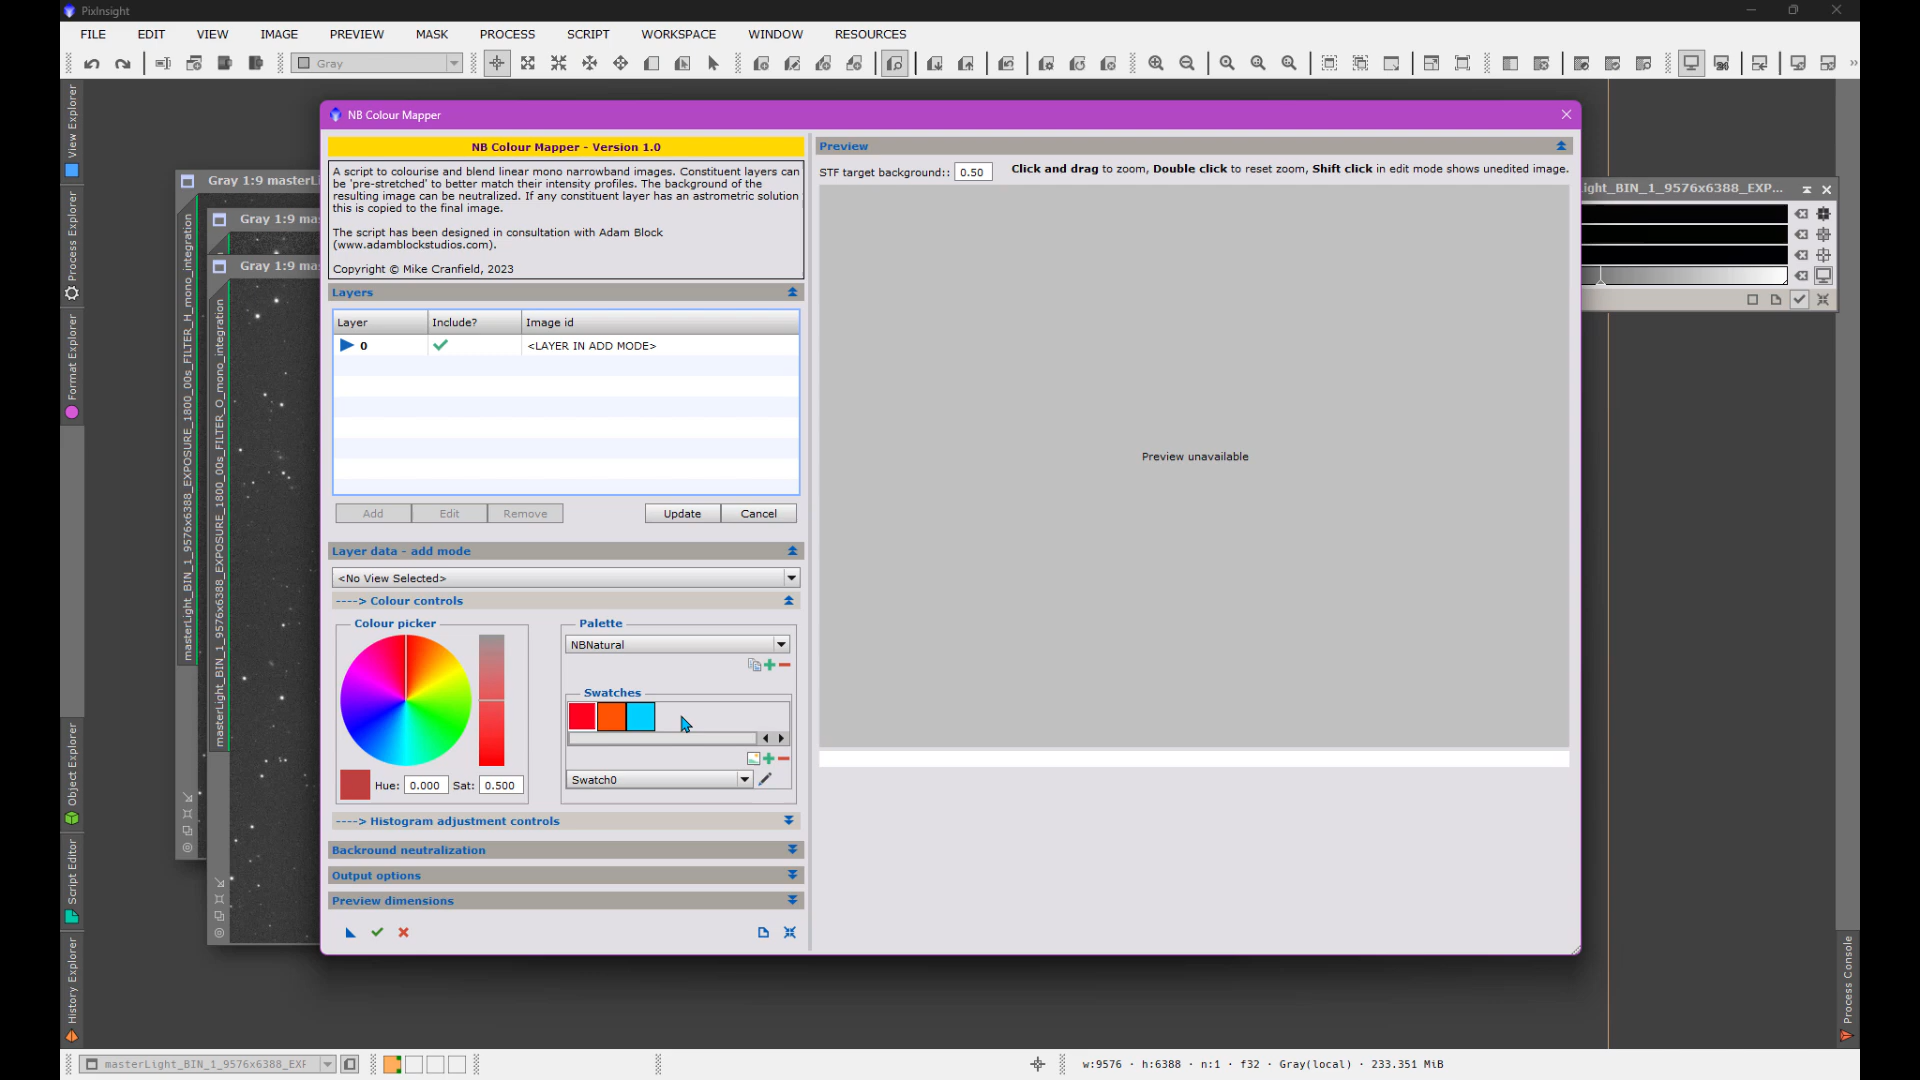 PixInsight
FILE EDIT VIEW IMAGE PREVIEW MASK PROCESS SCRIPT WORKSPACE WINDOW RESOURCES
Gray
View Explorer
Process Explorer
Format Explorer
Object Explorer
Script Editor
History Explorer
Gray 1:9 masterLi
Gray 1:9 ma
Gray 1:9 ma
masterLight_BIN_1_9576x6388_EXPOSURE_1800_00s_FILTER_H_mono_integration
masterLight_BIN_1_9576x6388_EXPOSURE_1800_00s_FILTER_O_mono_integration
NB Colour Mapper
NB Colour Mapper - Version 1.0
A script to colourise and blend linear mono narrowband images. Constituent layers can
be 'pre-stretched' to better match their intensity profiles. The background of the
resulting image can be neutralized. If any constituent layer has an astrometric solution
this is copied to the final image.
The script has been designed in consultation with Adam Block
(www.adamblockstudios.com).
Copyright © Mike Cranfield, 2023
Layers
Layer Include? Image id
0 <LAYER IN ADD MODE>
Add Edit Remove Update Cancel
Layer data - add mode
<No View Selected>
----> Colour controls
Colour picker
Hue: 0.000 Sat: 0.500
Palette
NBNatural
Swatches
Swatch0
----> Histogram adjustment controls
Backround neutralization
Output options
Preview dimensions
Preview
STF target background:: 0.50 Click and drag to zoom, Double click to reset zoom, Shift click in edit mode shows unedited image.
Preview unavailable
ight_BIN_1_9576x6388_EXP...
Process Console
masterLight_BIN_1_9576x6388_EXP
w:9576 · h:6388 · n:1 · f32 · Gray(local) · 233.351 MiB